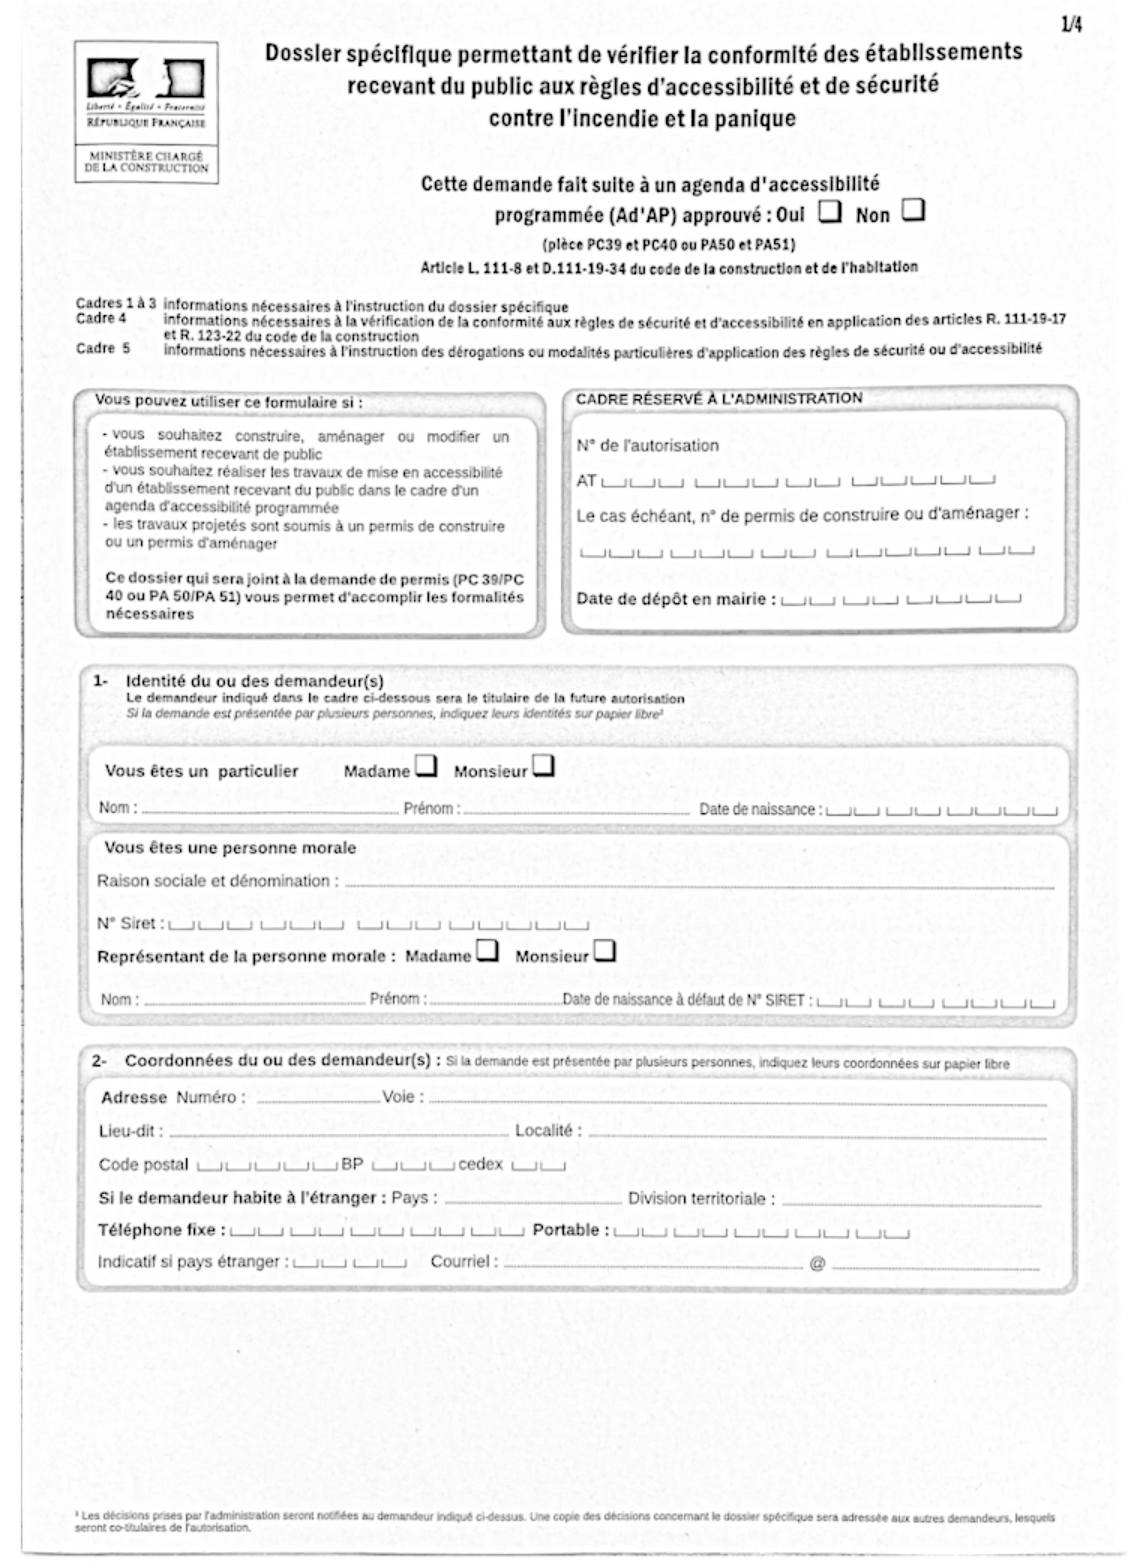 1/4
Liberté • Égalité • Fraternité
RÉPUBLIQUE FRANÇAISE
MINISTÈRE CHARGÉ
DE LA CONSTRUCTION
Dossier spécifique permettant de vérifier la conformité des établissements
recevant du public aux règles d'accessibilité et de sécurité
contre l'incendie et la panique
Cette demande fait suite à un agenda d'accessibilité
programmée (Ad'AP) approuvé : Oui ❑ Non ❑
(pièce PC39 et PC40 ou PA50 et PA51)
Article L. 111-8 et D.111-19-34 du code de la construction et de l'habitation
Cadres 1 à 3 informations nécessaires à l'instruction du dossier spécifique
Cadre 4 informations nécessaires à la vérification de la conformité aux règles de sécurité et d'accessibilité en application des articles R. 111-19-17
et R. 123-22 du code de la construction
Cadre 5 informations nécessaires à l'instruction des dérogations ou modalités particulières d'application des règles de sécurité ou d'accessibilité
Vous pouvez utiliser ce formulaire si :
- vous souhaitez construire, aménager ou modifier un
établissement recevant de public
- vous souhaitez réaliser les travaux de mise en accessibilité
d'un établissement recevant du public dans le cadre d'un
agenda d'accessibilité programmée
- les travaux projetés sont soumis à un permis de construire
ou un permis d'aménager
Ce dossier qui sera joint à la demande de permis (PC 39/PC
40 ou PA 50/PA 51) vous permet d'accomplir les formalités
nécessaires
CADRE RÉSERVÉ À L'ADMINISTRATION
N° de l'autorisation
AT
Le cas échéant, n° de permis de construire ou d'aménager :
Date de dépôt en mairie :
1- Identité du ou des demandeur(s)
Le demandeur indiqué dans le cadre ci-dessous sera le titulaire de la future autorisation
Si la demande est présentée par plusieurs personnes, indiquez leurs identités sur papier libre¹
Vous êtes un particulier Madame ❑ Monsieur ❑
Nom : Prénom : Date de naissance :
Vous êtes une personne morale
Raison sociale et dénomination :
N° Siret :
Représentant de la personne morale : Madame ❑ Monsieur ❑
Nom : Prénom : Date de naissance à défaut de N° SIRET :
2- Coordonnées du ou des demandeur(s) : Si la demande est présentée par plusieurs personnes, indiquez leurs coordonnées sur papier libre
Adresse Numéro : Voie :
Lieu-dit : Localité :
Code postal BP cedex
Si le demandeur habite à l'étranger : Pays : Division territoriale :
Téléphone fixe : Portable :
Indicatif si pays étranger : Courriel : @
¹ Les décisions prises par l'administration seront notifiées au demandeur indiqué ci-dessus. Une copie des décisions concernant le dossier spécifique sera adressée aux autres demandeurs, lesquels
seront co-titulaires de l'autorisation.